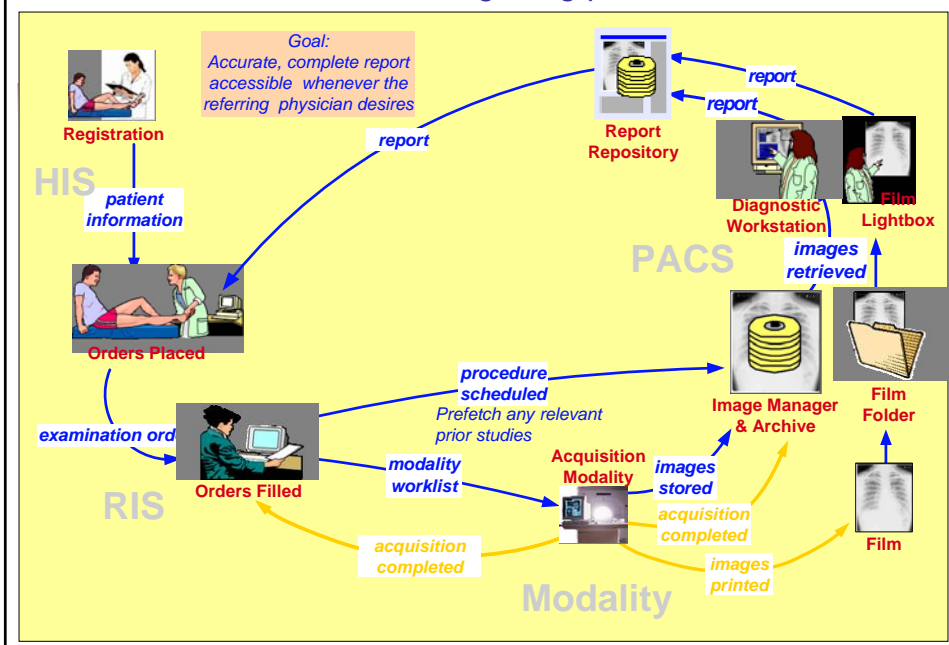 Goal:
Accurate, complete report
accessible whenever the
referring physician desires
Registration
HIS
patient
information
Orders Placed
report
Report
Repository
report
report
Diagnostic
Workstation
Film
Lightbox
PACS
images
retrieved
procedure
scheduled
Prefetch any relevant
prior studies
Image Manager
& Archive
Film
Folder
examination
Orders Filled
RIS
modality
worklist
Acquisition
Modality
images
stored
acquisition
completed
acquisition
completed
images
printed
Film
Modality